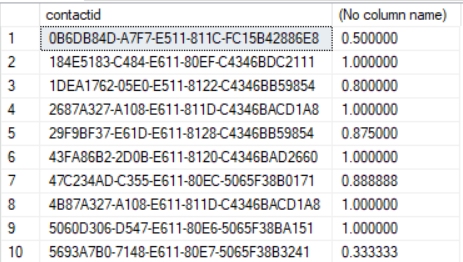 contactid (No column name)
1 0B6DB84D-A7F7-E511-811C-FC15B42886E8 0.500000
2 184E5183-C484-E611-80EF-C4346BDC2111 1.000000
3 1DEA1762-05E0-E511-8122-C4346BB59854 0.800000
4 2687A327-A108-E611-811D-C4346BACD1A8 1.000000
5 29F9BF37-E61D-E611-8128-C4346BB59854 0.875000
6 43FA86B2-2D0B-E611-8120-C4346BAD2660 1.000000
7 47C234AD-C355-E611-80EC-5065F38B0171 0.888888
8 4B87A327-A108-E611-811D-C4346BACD1A8 1.000000
9 5060D306-D547-E611-80E6-5065F38BA151 1.000000
10 5693A7B0-7148-E611-80E7-5065F38B3241 0.333333